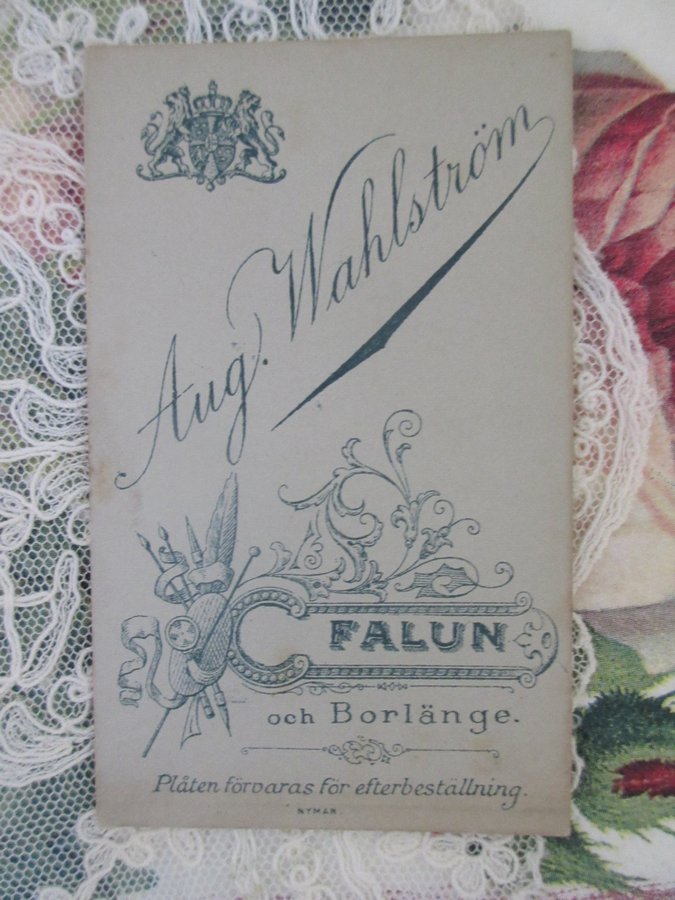 Aug. Wahlström
FALUN
och Borlänge.
Plåten förvaras för efterbeställning.
NYMAN.